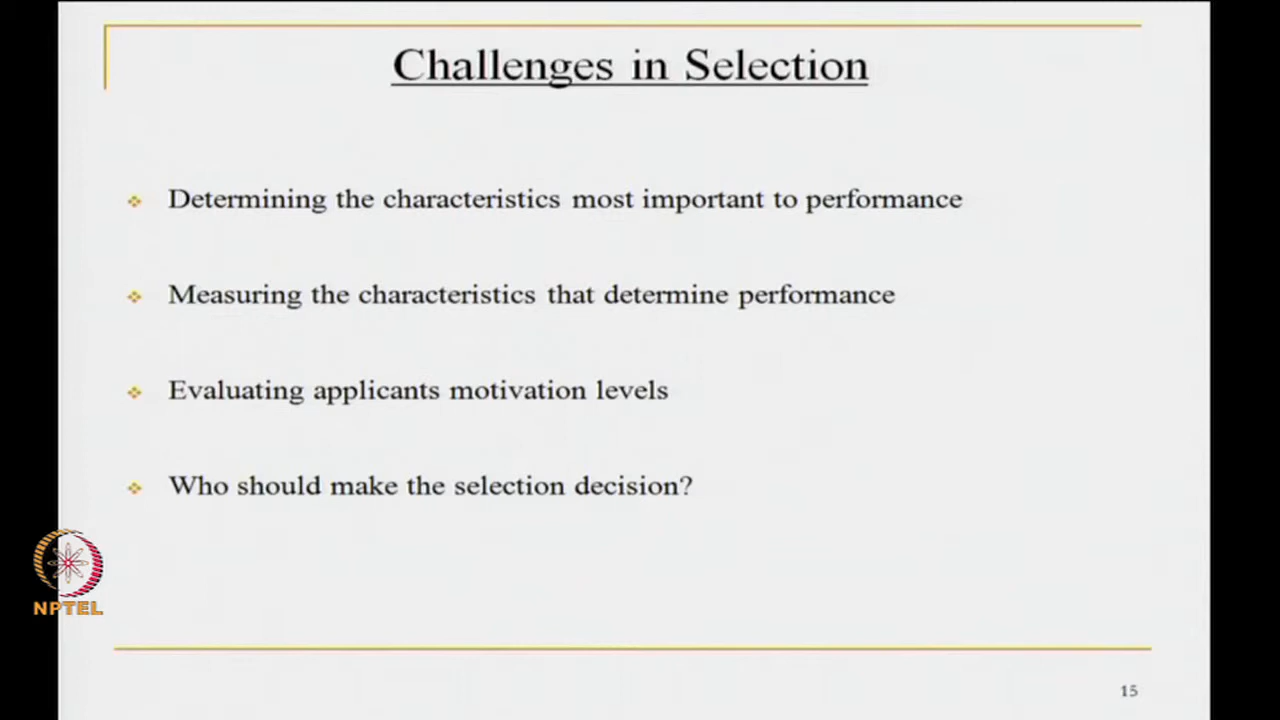 Challenges in Selection
Determining the characteristics most important to performance
Measuring the characteristics that determine performance
Evaluating applicants motivation levels
Who should make the selection decision?
NPTEL
15